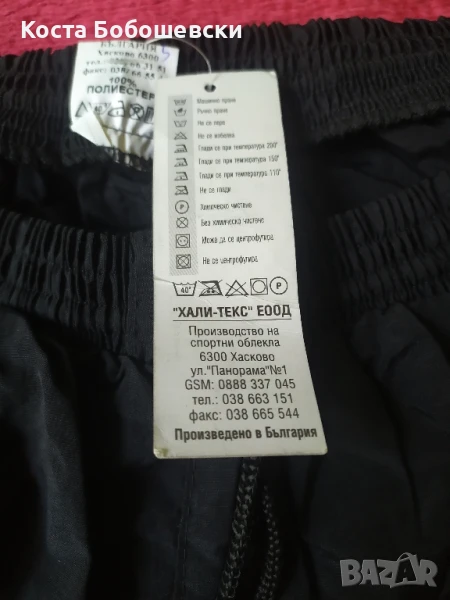 Коста Бобошевски
БЪЛГАРИЯ
Хасково 6300
100%
ПОЛИЕСТЕР
Машинно пране
Ръчно пране
Не се пере
Не се избелва
Глади се при температура 200°
Глади се при температура 150°
Глади се при температура 110°
Не се глади
Химическо чистене
Без химическо чистене
Може да се центрофугира
Не се центрофугира
40° P
"ХАЛИ-ТЕКС" ЕООД
Производство на
спортни облекла
6300 Хасково
ул."Панорама"№1
GSM: 0888 337 045
тел.: 038 663 151
факс: 038 665 544
Произведено в България
BAZAR